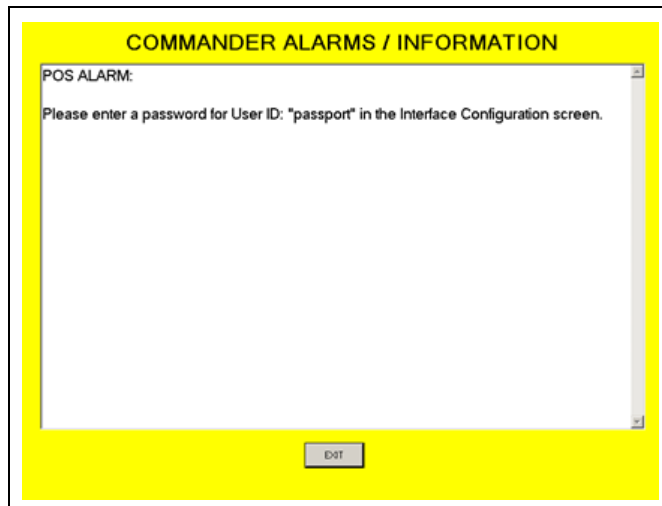 COMMANDER ALARMS / INFORMATION
POS ALARM:
Please enter a password for User ID: "passport" in the Interface Configuration screen.
EXIT